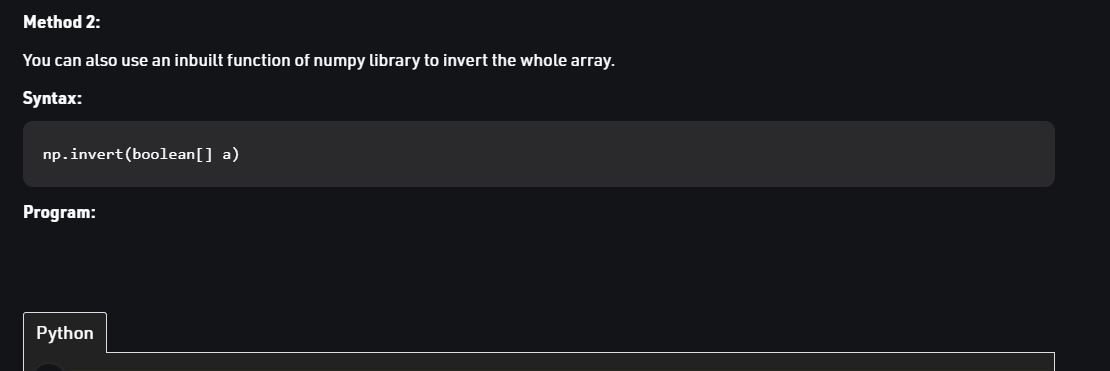 Method 2:
You can also use an inbuilt function of numpy library to invert the whole array.
Syntax:
np.invert(boolean[] a)
Program:
Python